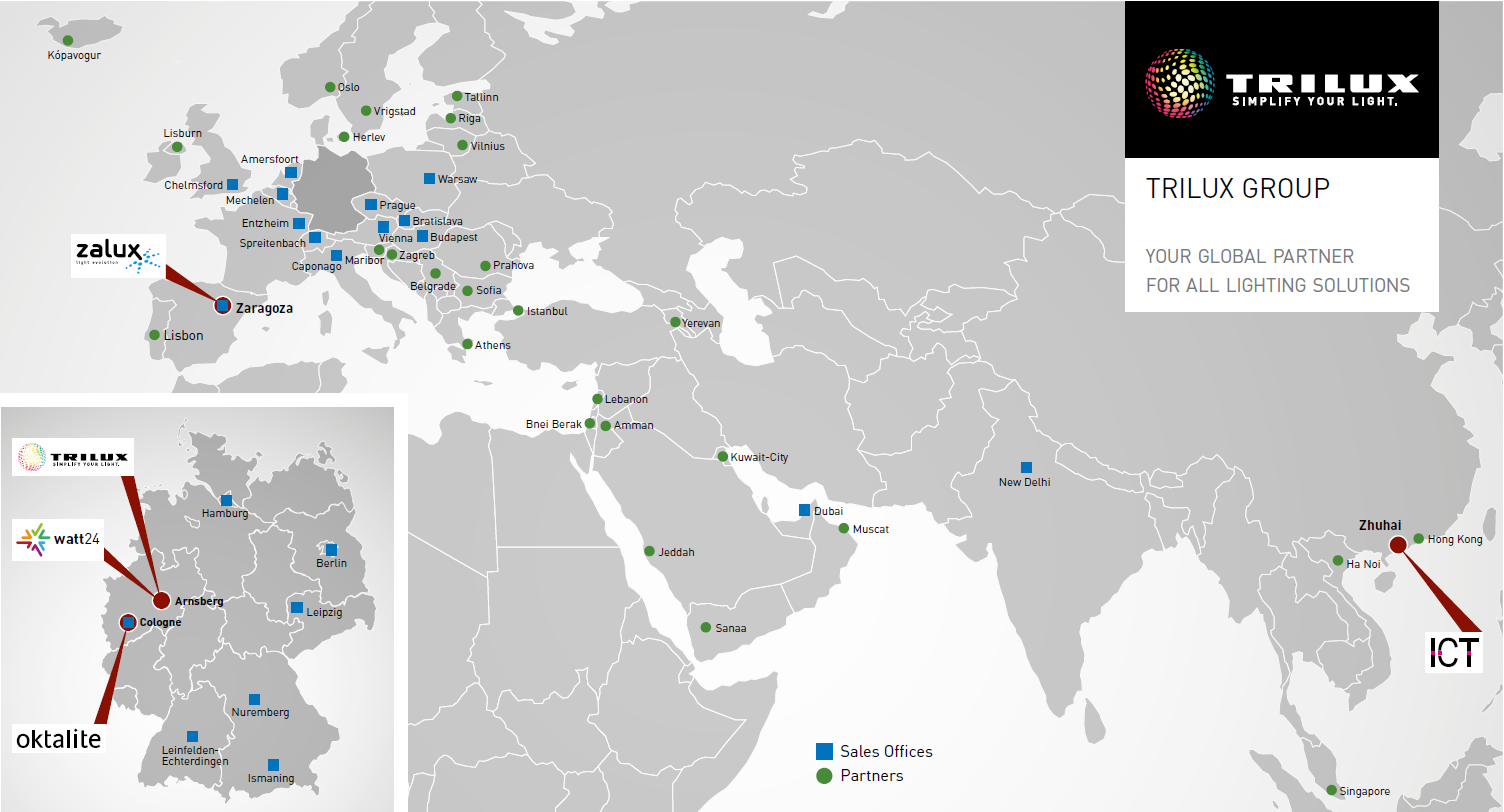 Kópavogur
Oslo
Vrigstad
Herlev
Tallinn
Riga
Vilnius
Lisburn
Amersfoort
Chelmsford
Mechelen
Warsaw
Prague
Entzheim
Bratislava
Spreitenbach
Vienna
Budapest
Caponago
Maribor
Zagreb
Prahova
Belgrade
Sofia
zalux
light evolution
Zaragoza
Lisbon
Istanbul
Athens
Yerevan
Lebanon
Bnei Berak
Amman
Kuwait-City
Dubai
Muscat
Jeddah
Sanaa
New Delhi
Zhuhai
Hong Kong
Ha Noi
ICT
Singapore
TRILUX
SIMPLIFY YOUR LIGHT.
TRILUX GROUP
YOUR GLOBAL PARTNER
FOR ALL LIGHTING SOLUTIONS
TRILUX
SIMPLIFY YOUR LIGHT.
watt24
oktalite
Hamburg
Berlin
Arnsberg
Cologne
Leipzig
Nuremberg
Leinfelden-
Echterdingen
Ismaning
Sales Offices
Partners